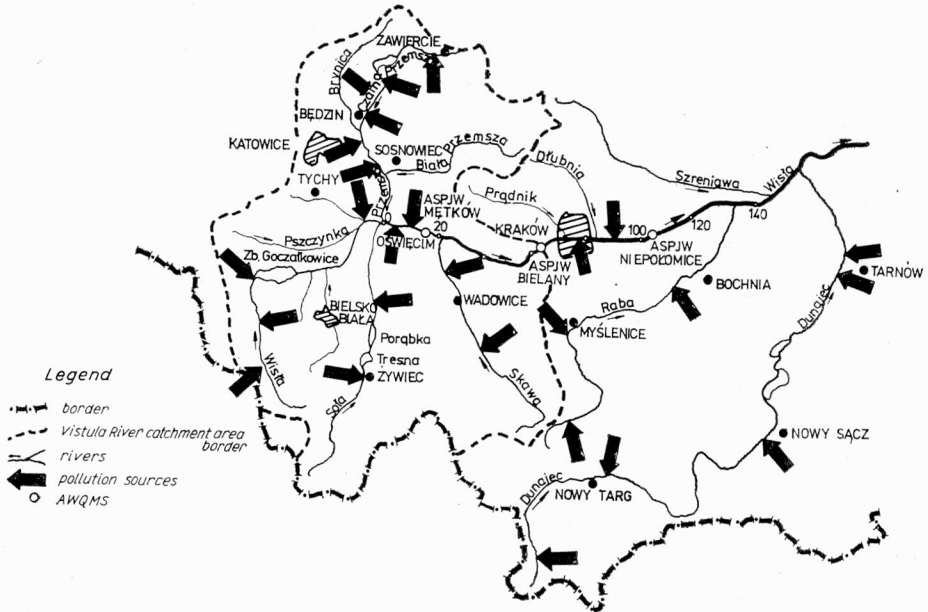 ZAWIERCIE
Brynica
Czarna Przemsza
BĘDZIN
KATOWICE
SOSNOWIEC
Biała Przemsza
TYCHY
Przemsza
Dłubnia
Prądnik
Szreniawa
Wisła
ASPJW
MĘTKÓW
0
20
KRAKÓW
100
120
140
Pszczynka
OŚWIĘCIM
ASPJW
BIELANY
ASPJW
NIEPOŁOMICE
Zb. Goczałkowice
TARNÓW
BOCHNIA
WADOWICE
Raba
BIELSKO
BIAŁA
MYŚLENICE
Dunajec
Porąbka
Tresna
ŻYWIEC
Wisła
Skawa
Soła
NOWY SĄCZ
Dunajec
NOWY TARG
Legend
border
Vistula River catchment area
border
rivers
pollution sources
AWQMS